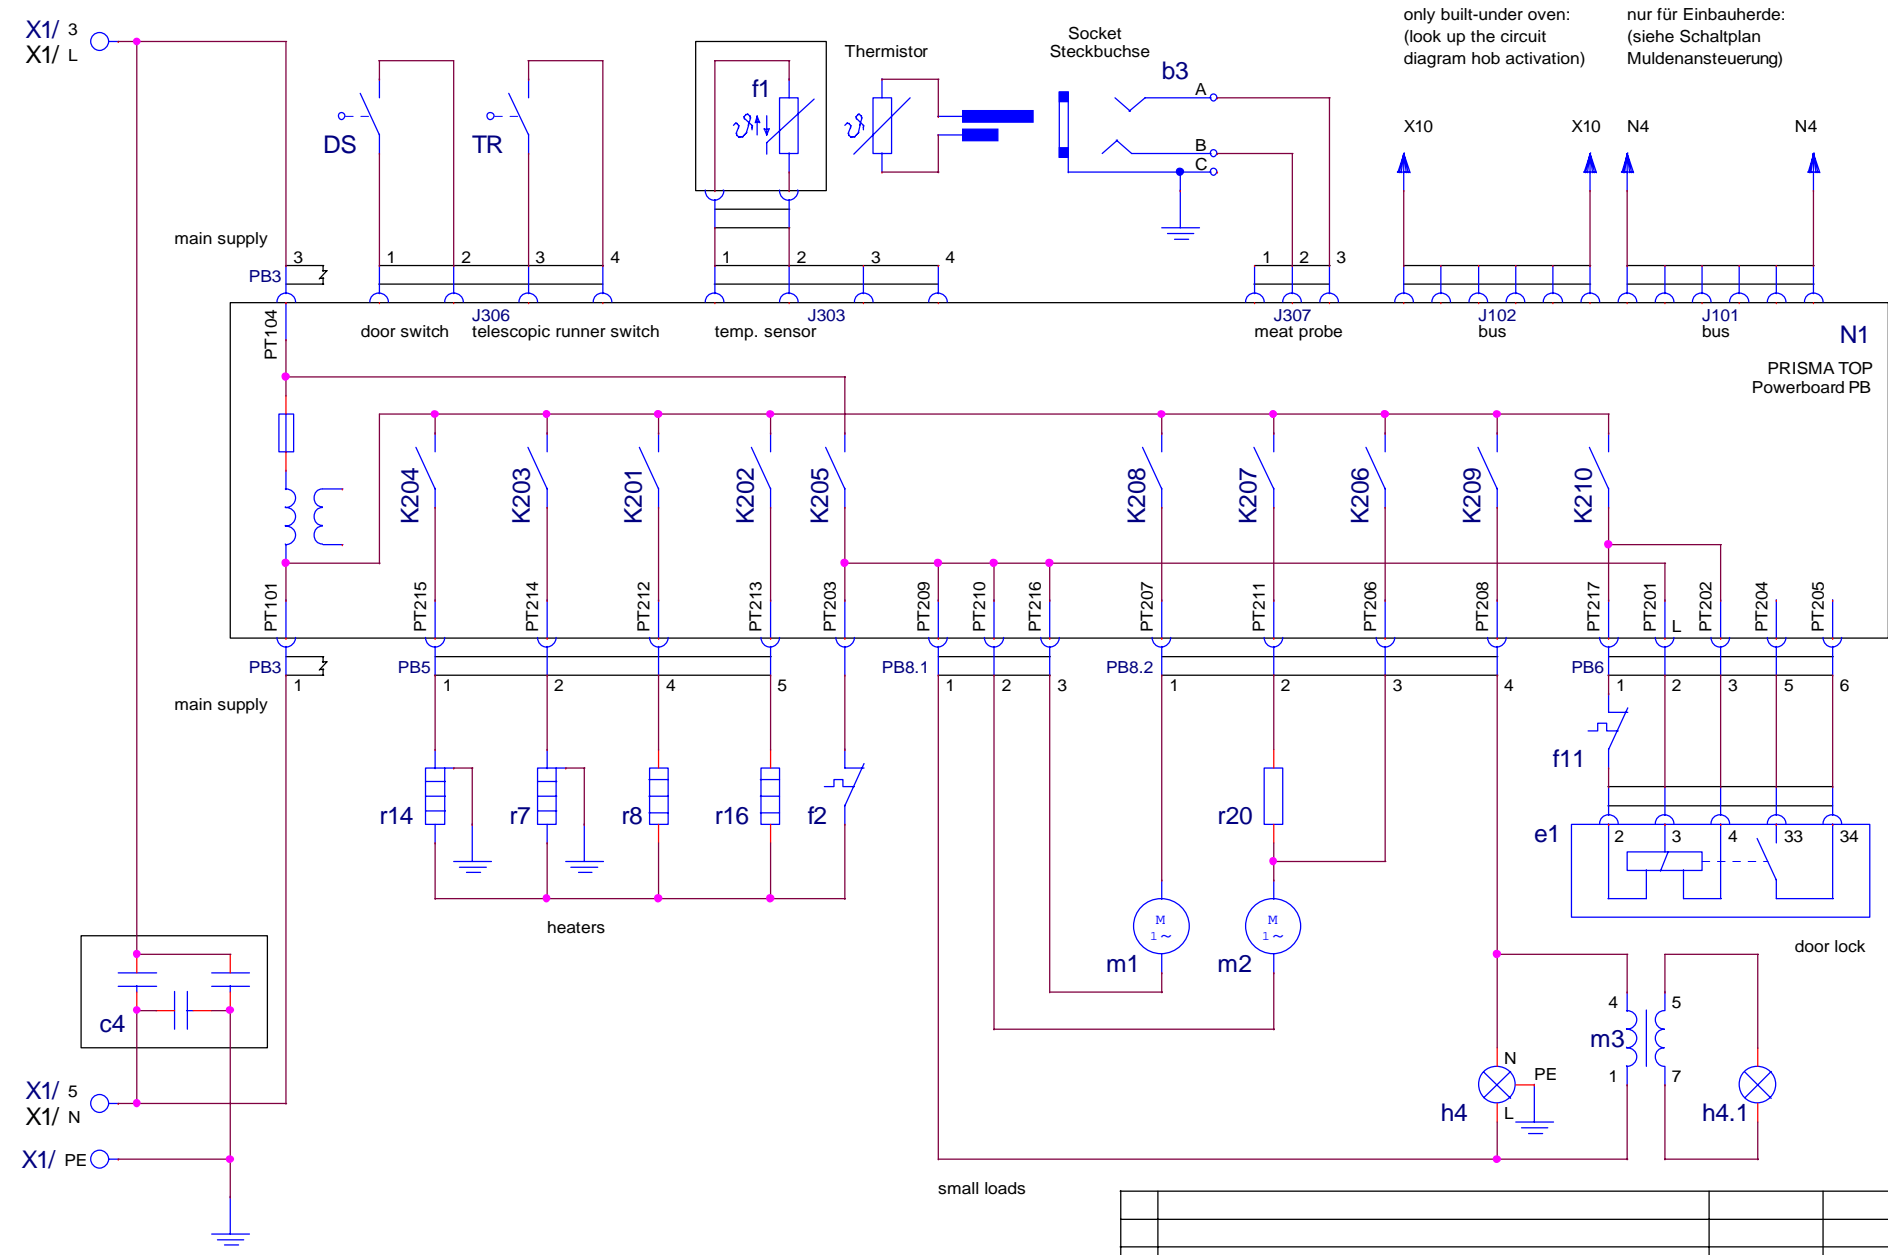 X1/ 3
X1/ L
DS
TR
f1
Thermistor
Socket
Steckbuchse
b3
A
B
C
only built-under oven:
(look up the circuit
diagram hob activation)
nur für Einbauherde:
(siehe Schaltplan
Muldenansteuerung)
X10 X10 N4 N4
main supply
PB3 3
1 2 3 4
1 2 3 4
1 2 3
J306
door switch telescopic runner switch
J303
temp. sensor
J307
meat probe
J102
bus
J101
bus
N1
PRISMA TOP
Powerboard PB
PT104
K204 K203 K201 K202 K205 K208 K207 K206 K209 K210
PT101 PT215 PT214 PT212 PT213 PT203 PT209 PT210 PT216 PT207 PT211 PT206 PT208 PT217 PT201 L PT202 PT204 PT205
PB3 PB5 PB8.1 PB8.2 PB6
1 1 2 4 5 1 2 3 1 2 3 4 1 2 3 5 6
main supply
r14 r7 r8 r16 f2 r20 f11
e1 2 3 4 33 34
heaters
M
1~
m1
M
1~
m2
door lock
c4
4 5
m3
1 7
N
PE
L
h4
h4.1
X1/ 5
X1/ N
X1/ PE
small loads